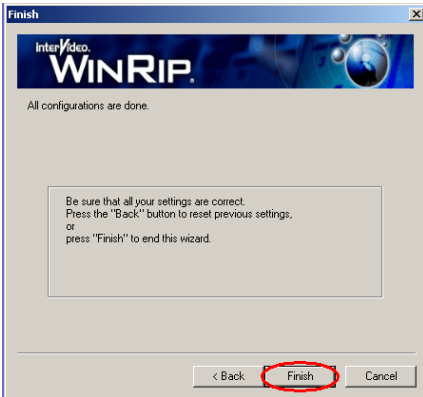 Finish
InterVideo.
WINRIP.
All configurations are done.
Be sure that all your settings are correct.
Press the "Back" button to reset previous settings,
or
press "Finish" to end this wizard.
< Back
Finish
Cancel